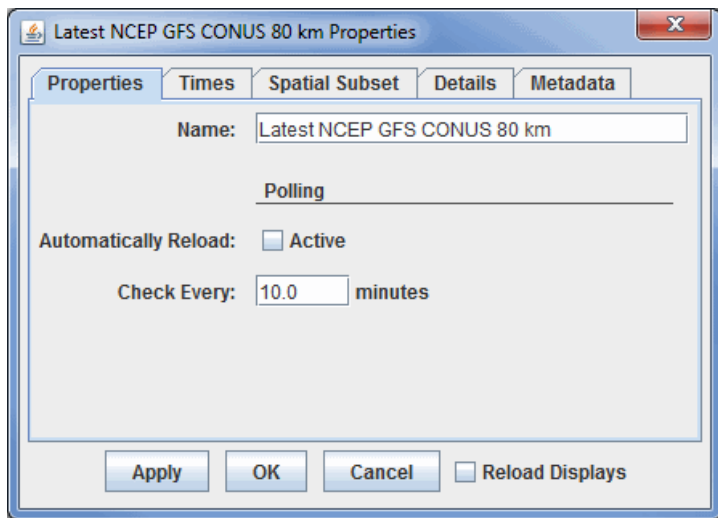 Latest NCEP GFS CONUS 80 km Properties
Properties Times Spatial Subset Details Metadata
Name: Latest NCEP GFS CONUS 80 km
Polling
Automatically Reload: Active
Check Every: 10.0 minutes
Apply OK Cancel Reload Displays